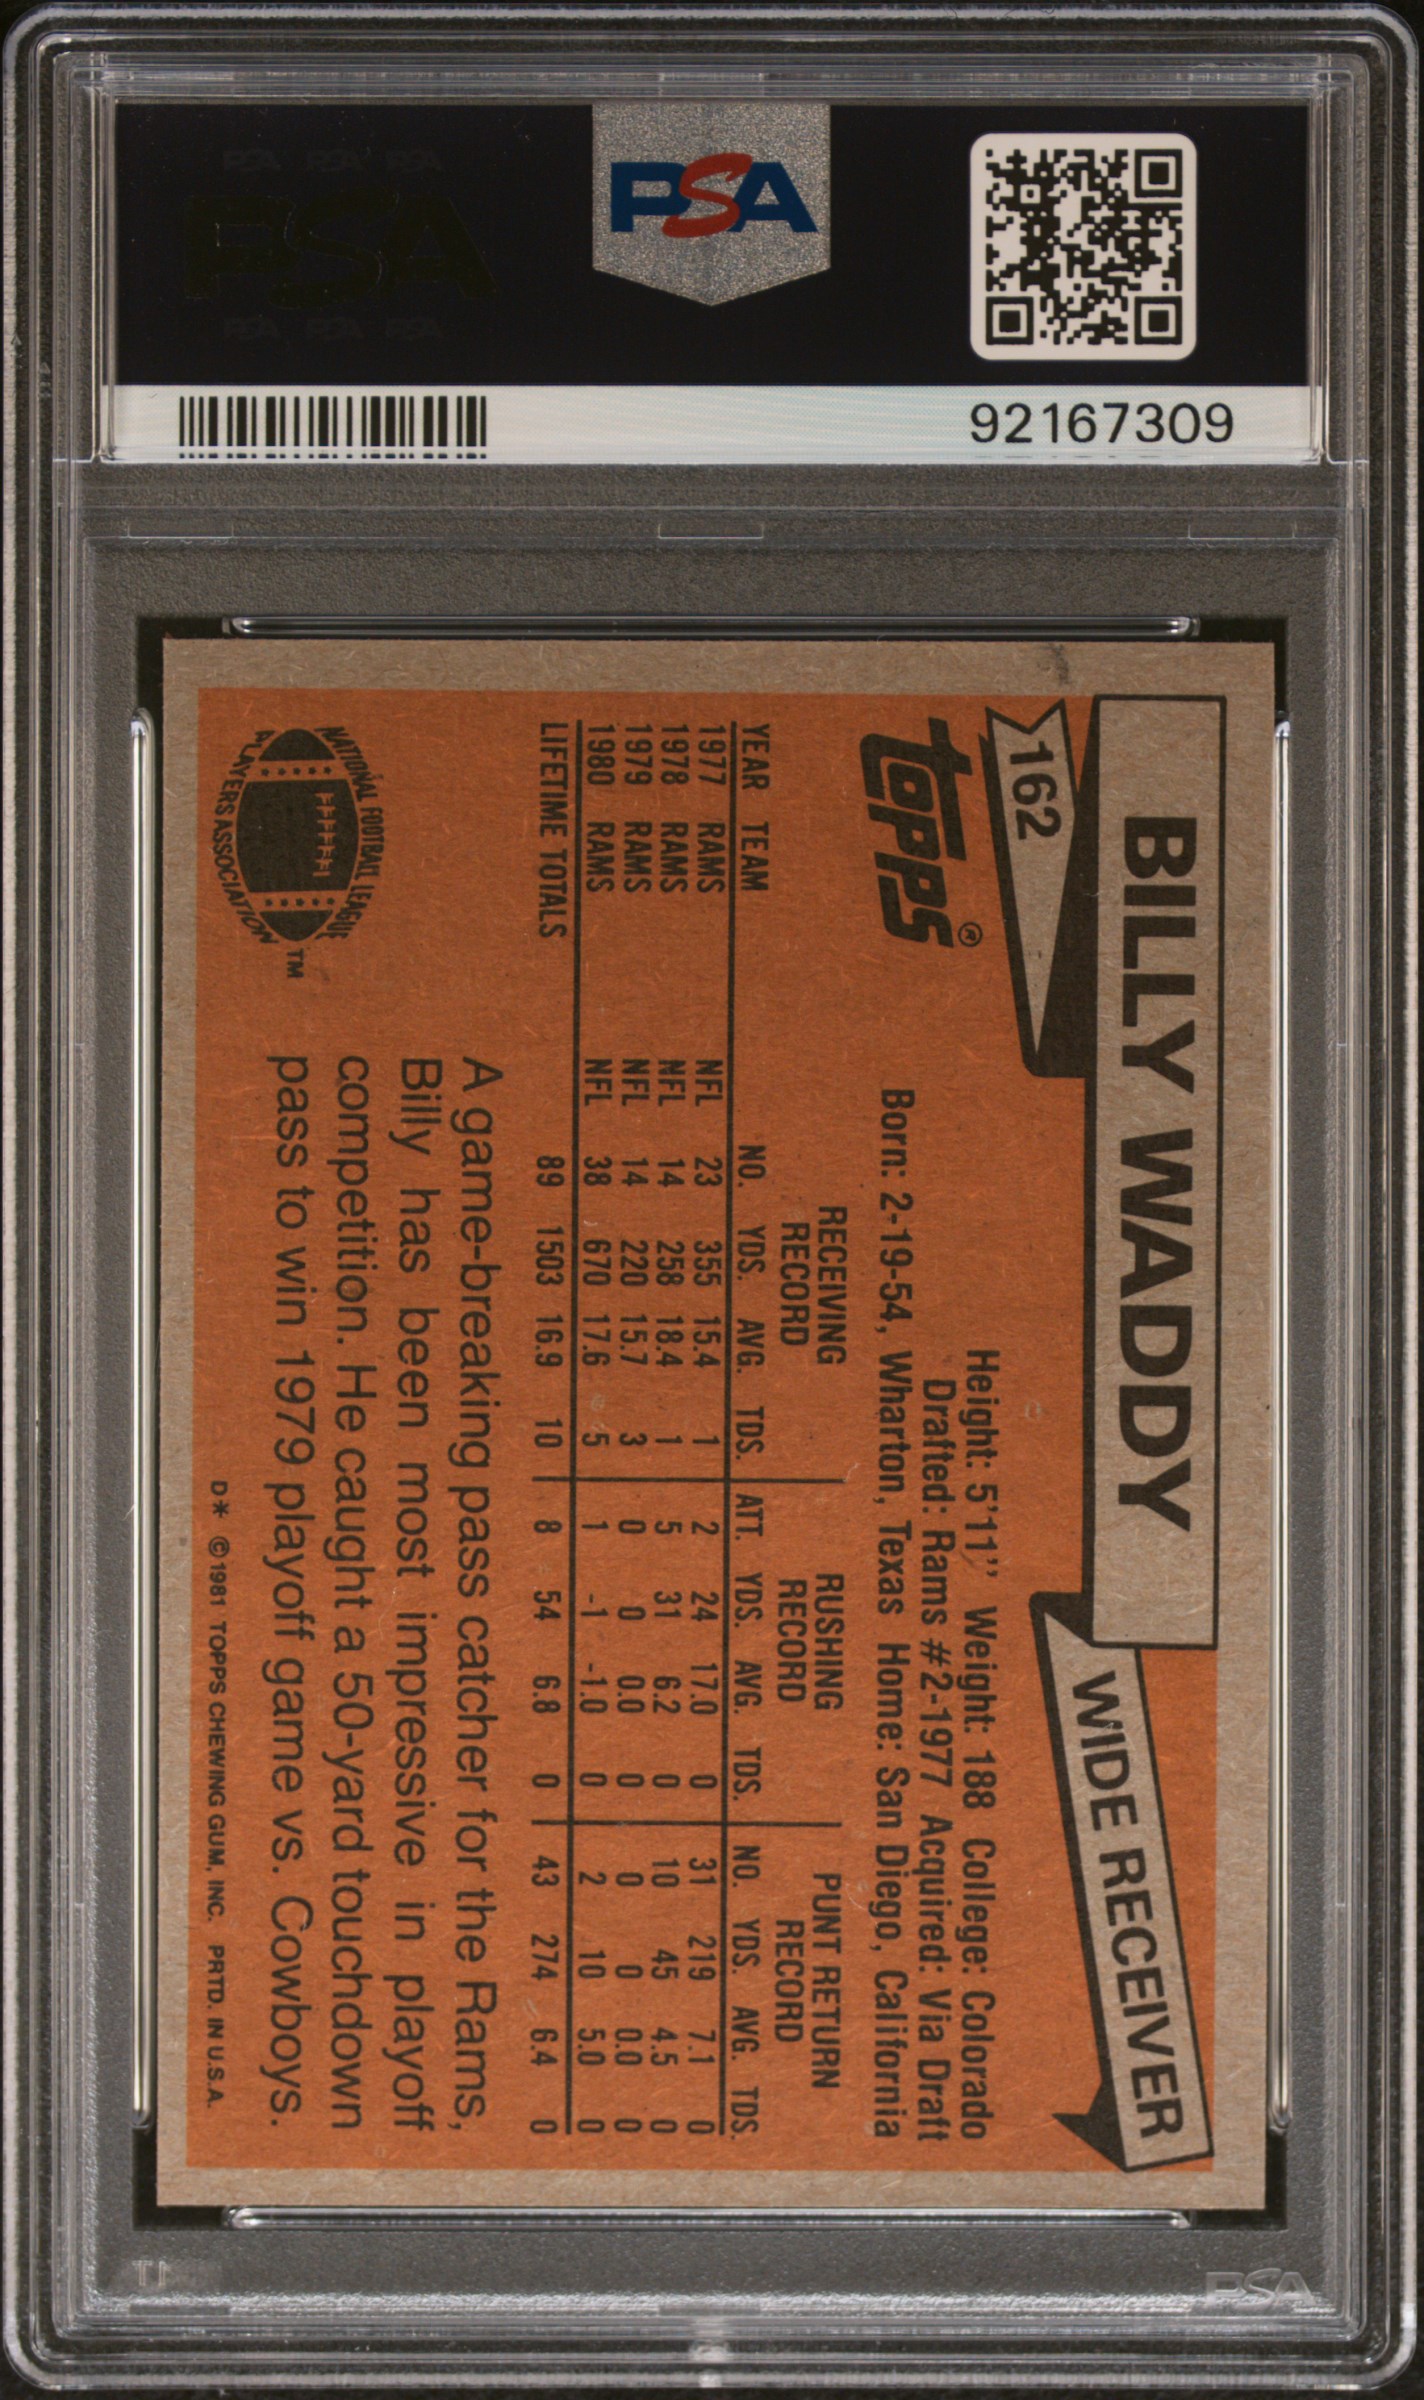 PSA
92167309
BILLY WADDY
162
WIDE RECEIVER
TOPPS®
Height: 5'11" Weight: 188 College: Colorado
Drafted: Rams #2-1977 Acquired: Via Draft
Born: 2-19-54, Wharton, Texas Home: San Diego, California
RECEIVING RECORD RUSHING RECORD PUNT RETURN RECORD
YEAR TEAM NO. YDS. AVG. TDS. ATT. YDS. AVG. TDS. NO. YDS. AVG. TDS.
1977 RAMS NFL 23 355 15.4 1 2 24 17.0 0 31 219 7.1 0
1978 RAMS NFL 14 258 18.4 1 5 31 6.2 0 10 45 4.5 0
1979 RAMS NFL 14 220 15.7 3 0 0 0.0 0 0 0 0.0 0
1980 RAMS NFL 38 670 17.6 5 1 -1 -1.0 0 2 10 5.0 0
LIFETIME TOTALS 89 1503 16.9 10 8 54 6.8 0 43 274 6.4 0
A game-breaking pass catcher for the Rams,
Billy has been most impressive in playoff
competition. He caught a 50-yard touchdown
pass to win 1979 playoff game vs. Cowboys.
NATIONAL FOOTBALL LEAGUE
PLAYERS ASSOCIATION
TM
D* ©1981 TOPPS CHEWING GUM, INC. PRTD. IN U.S.A.
PSA